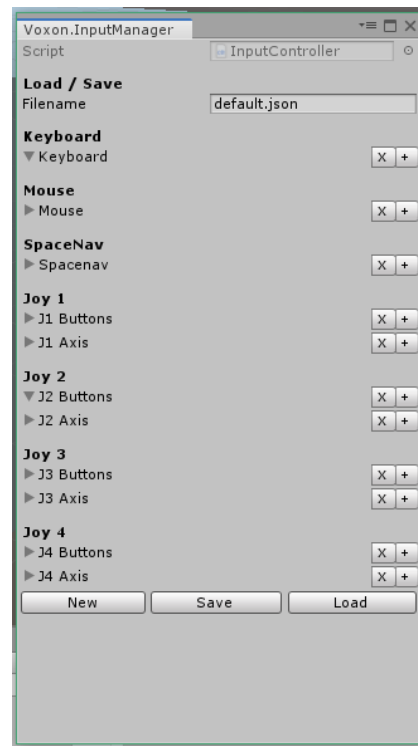 Voxon.InputManager
Script InputController
Load / Save
Filename default.json
Keyboard
Keyboard X +
Mouse
Mouse X +
SpaceNav
Spacenav X +
Joy 1
J1 Buttons X +
J1 Axis X +
Joy 2
J2 Buttons X +
J2 Axis X +
Joy 3
J3 Buttons X +
J3 Axis X +
Joy 4
J4 Buttons X +
J4 Axis X +
New Save Load